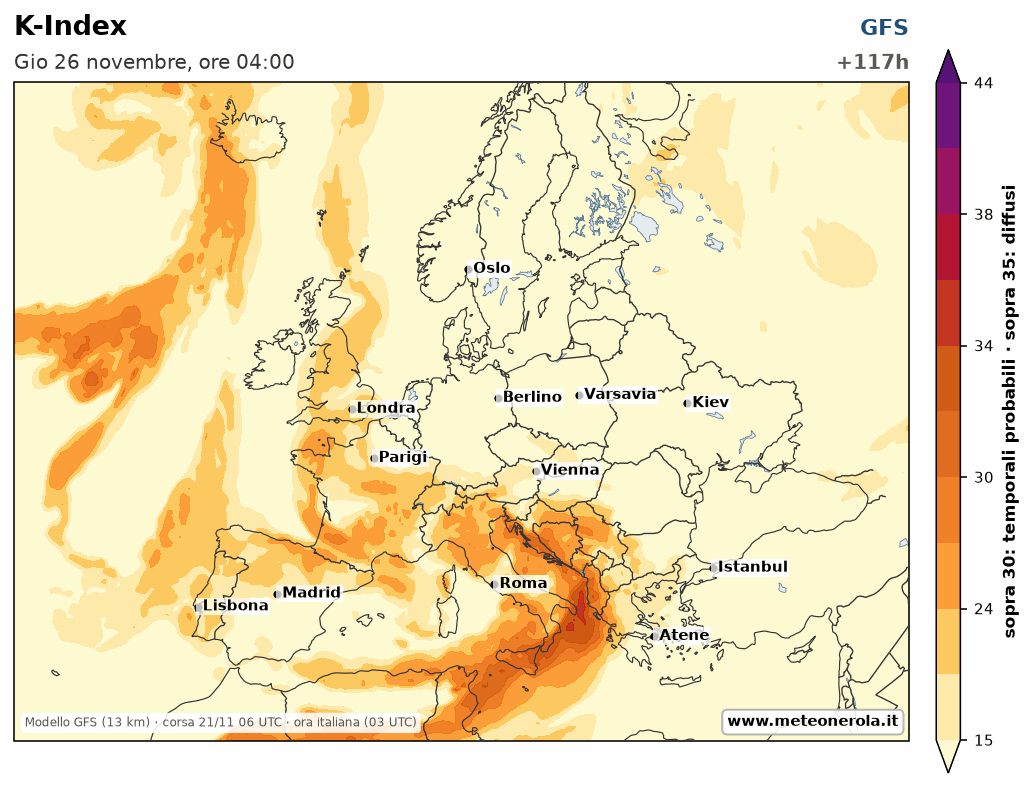 K-Index
GFS
Gio 26 novembre, ore 04:00
+117h
44
38
34
30
24
15
sopra 30: temporali probabili · sopra 35: diffusi
Oslo
Berlino
Varsavia
Kiev
Londra
Parigi
Vienna
Istanbul
Roma
Madrid
Lisbona
Atene
Modello GFS (13 km) · corsa 21/11 06 UTC · ora italiana (03 UTC)
www.meteonerola.it